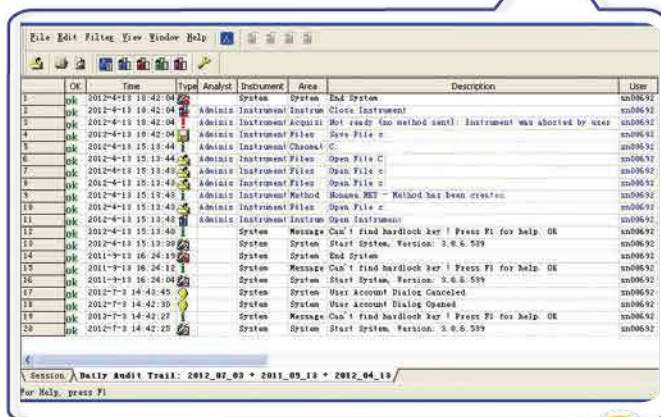 File Edit Filter View Window Help
OK Time Type Analyst Instrument Area Description User
1 ok 2012-4-13 18:42:04 System System End System sn00692
2 ok 2012-4-13 18:42:04 Adminis Instrument Instrum Close Instrument sn00692
3 ok 2012-4-13 18:42:04 Adminis Instrument Acquisi Not ready (no method sent): Instrument was aborted by user sn00692
4 ok 2012-4-13 18:42:04 Adminis Instrument Files Save File c sn00692
5 ok 2012-4-13 15:13:44 Adminis Instrument Chromat C: sn00692
6 ok 2012-4-13 15:13:44 Adminis Instrument Files Open File C sn00692
7 ok 2012-4-13 15:13:43 Adminis Instrument Files Open File c sn00692
8 ok 2012-4-13 15:13:43 Adminis Instrument Files Open File c sn00692
9 ok 2012-4-13 15:13:43 Adminis Instrument Method Noname.MET - Method has been created sn00692
10 ok 2012-4-13 15:13:43 Adminis Instrument Files Open File c sn00692
11 ok 2012-4-13 15:13:43 Adminis Instrument Instrum Open Instrument sn00692
12 ok 2012-4-13 15:13:40 System Message Can't find hardlock key ! Press F1 for help. OK sn00692
13 ok 2012-4-13 15:13:38 System System Start System, Version: 3.0.6.539 sn00692
14 ok 2011-9-13 16:24:19 System System End System sn00692
15 ok 2011-9-13 16:24:12 System Message Can't find hardlock key ! Press F1 for help. OK sn00692
16 ok 2011-9-13 16:24:04 System System Start System, Version: 3.0.6.539 sn00692
17 ok 2012-7-3 14:43:45 System System User Account Dialog Canceled sn00692
18 ok 2012-7-3 14:42:30 System System User Account Dialog Opened sn00692
19 ok 2012-7-3 14:42:27 System Message Can't find hardlock key ! Press F1 for help. OK sn00692
20 ok 2012-7-3 14:42:25 System System Start System, Version: 3.0.6.539 sn00692
Session Daily Audit Trail: 2012_07_03 + 2011_09_13 + 2012_04_13
For Help, press F1